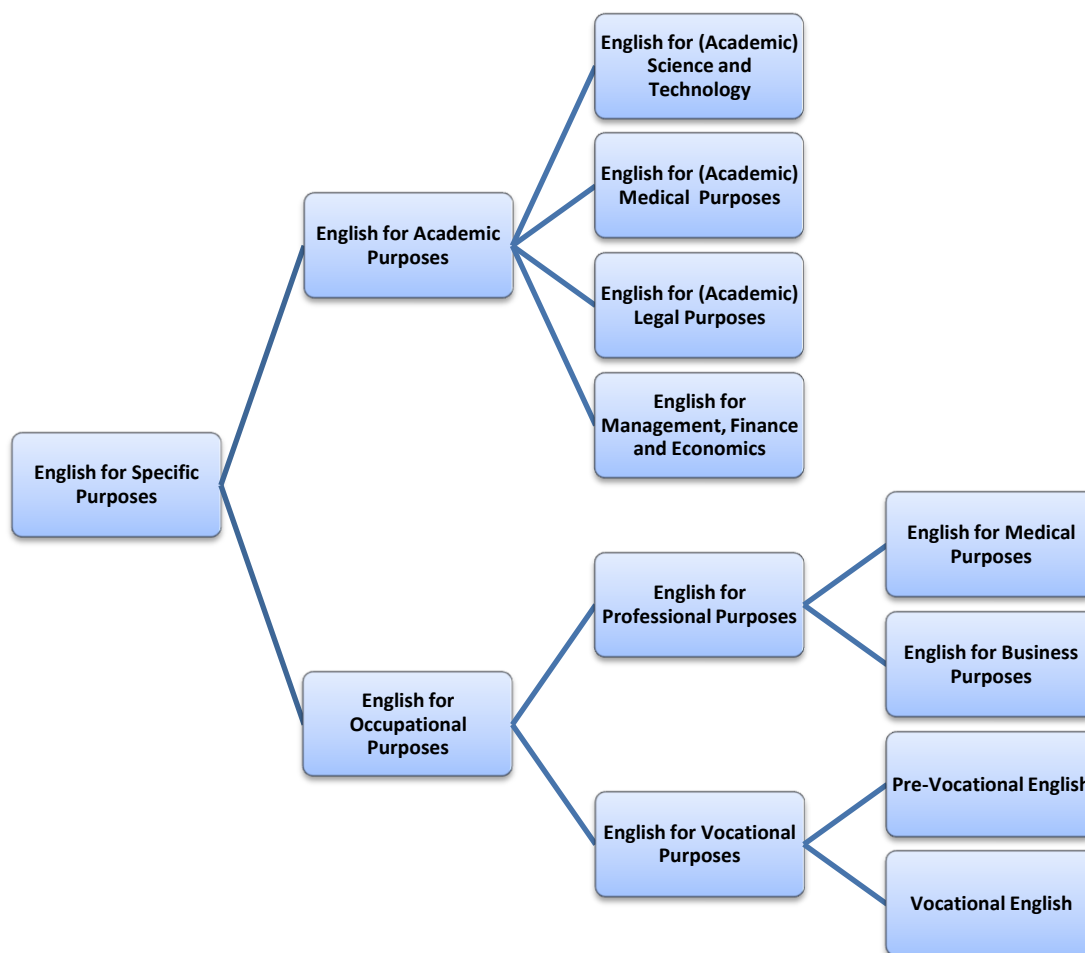 English for (Academic)
Science and
Technology
English for (Academic)
Medical Purposes
English for Academic
Purposes
English for (Academic)
Legal Purposes
English for
Management, Finance
and Economics
English for Specific
Purposes
English for Medical
Purposes
English for
Professional Purposes
English for Business
Purposes
English for
Occupational
Purposes
Pre-Vocational English
English for Vocational
Purposes
Vocational English